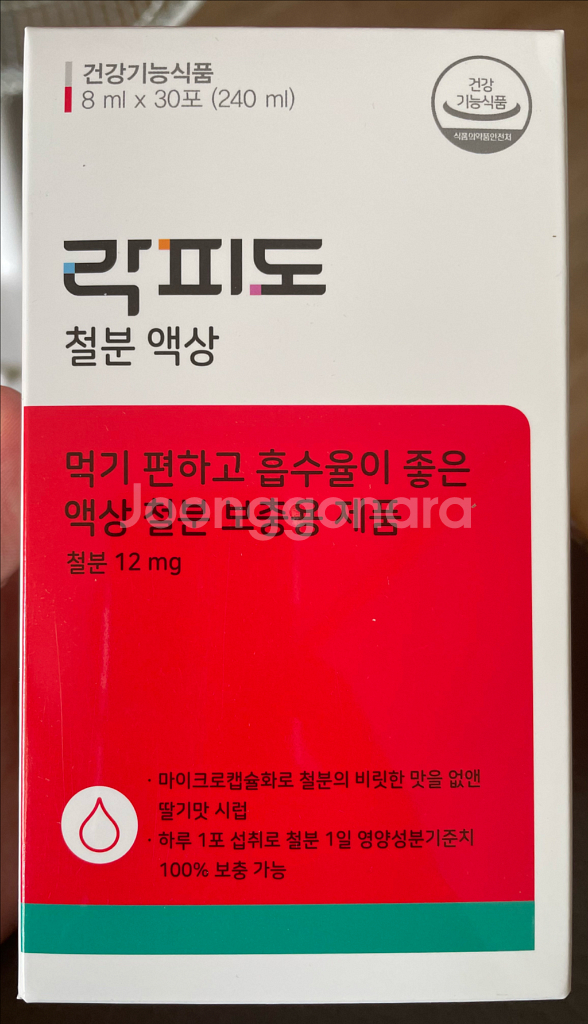 건강기능식품
8 ml x 30포 (240 ml)
건강
기능식품
식품의약품안전처
락피도
철분 액상
먹기 편하고 흡수율이 좋은
액상 철분 보충용 제품
Joonggonara
철분 12 mg
· 마이크로캡슐화로 철분의 비릿한 맛을 없앤
딸기맛 시럽
· 하루 1포 섭취로 철분 1일 영양성분기준치
100% 보충 가능